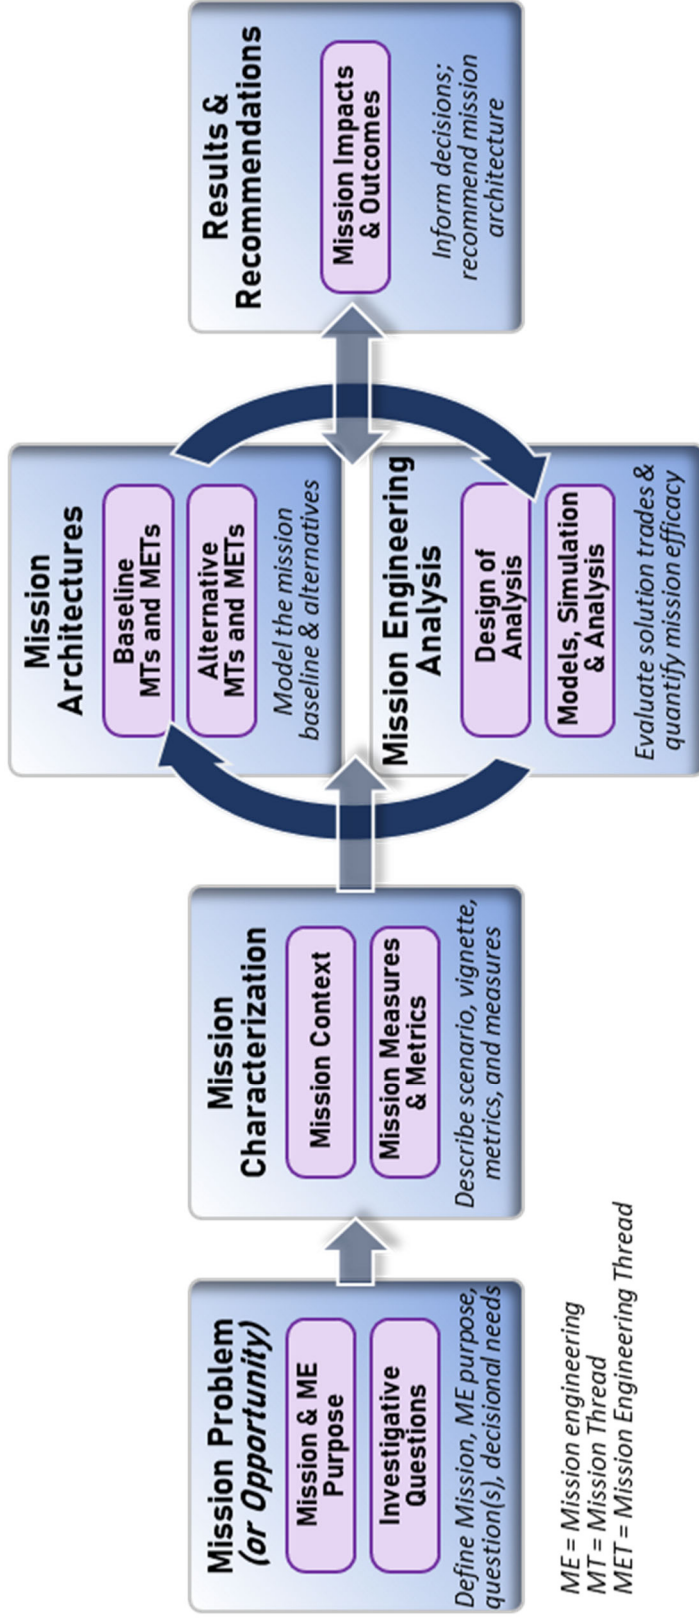 Mission Problem
(or Opportunity)
Mission & ME
Purpose
Investigative
Questions
Define Mission, ME purpose,
question(s), decisional needs
Mission
Characterization
Mission Context
Mission Measures
& Metrics
Describe scenario, vignette,
metrics, and measures
Mission
Architectures
Baseline
MTs and METs
Alternative
MTs and METs
Model the mission
baseline & alternatives
Mission Engineering
Analysis
Design of
Analysis
Models, Simulation
& Analysis
Evaluate solution trades &
quantify mission efficacy
Results &
Recommendations
Mission Impacts
& Outcomes
Inform decisions;
recommend mission
architecture
ME = Mission engineering
MT = Mission Thread
MET = Mission Engineering Thread